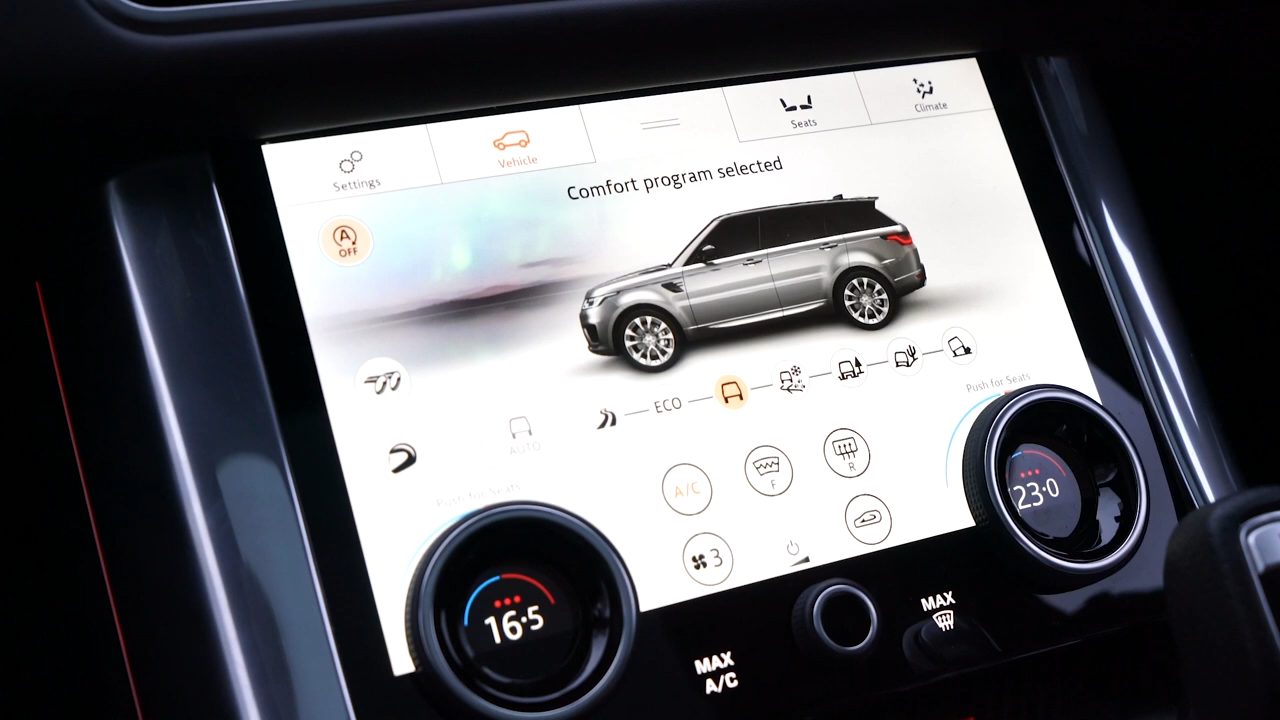 Settings
Vehicle
Seats
Climate
Comfort program selected
A
OFF
ECO
AUTO
Push for Seats
Push for Seats
A/C
F
R
3
16.5
23.0
MAX
A/C
MAX